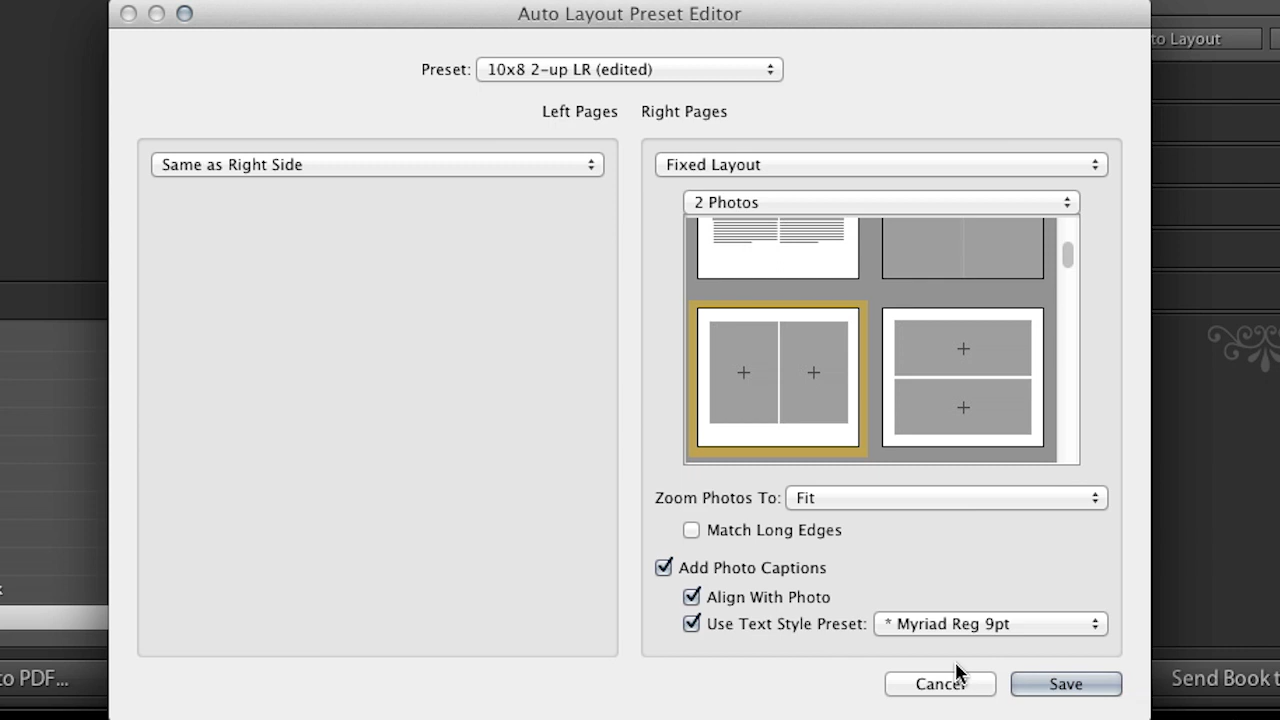 Auto Layout Preset Editor
to Layout
Preset: 10x8 2-up LR (edited)
Left Pages Right Pages
Same as Right Side
Fixed Layout
2 Photos
Zoom Photos To: Fit
Match Long Edges
Add Photo Captions
Align With Photo
Use Text Style Preset: * Myriad Reg 9pt
to PDF...
Cancel
Save
Send Book t